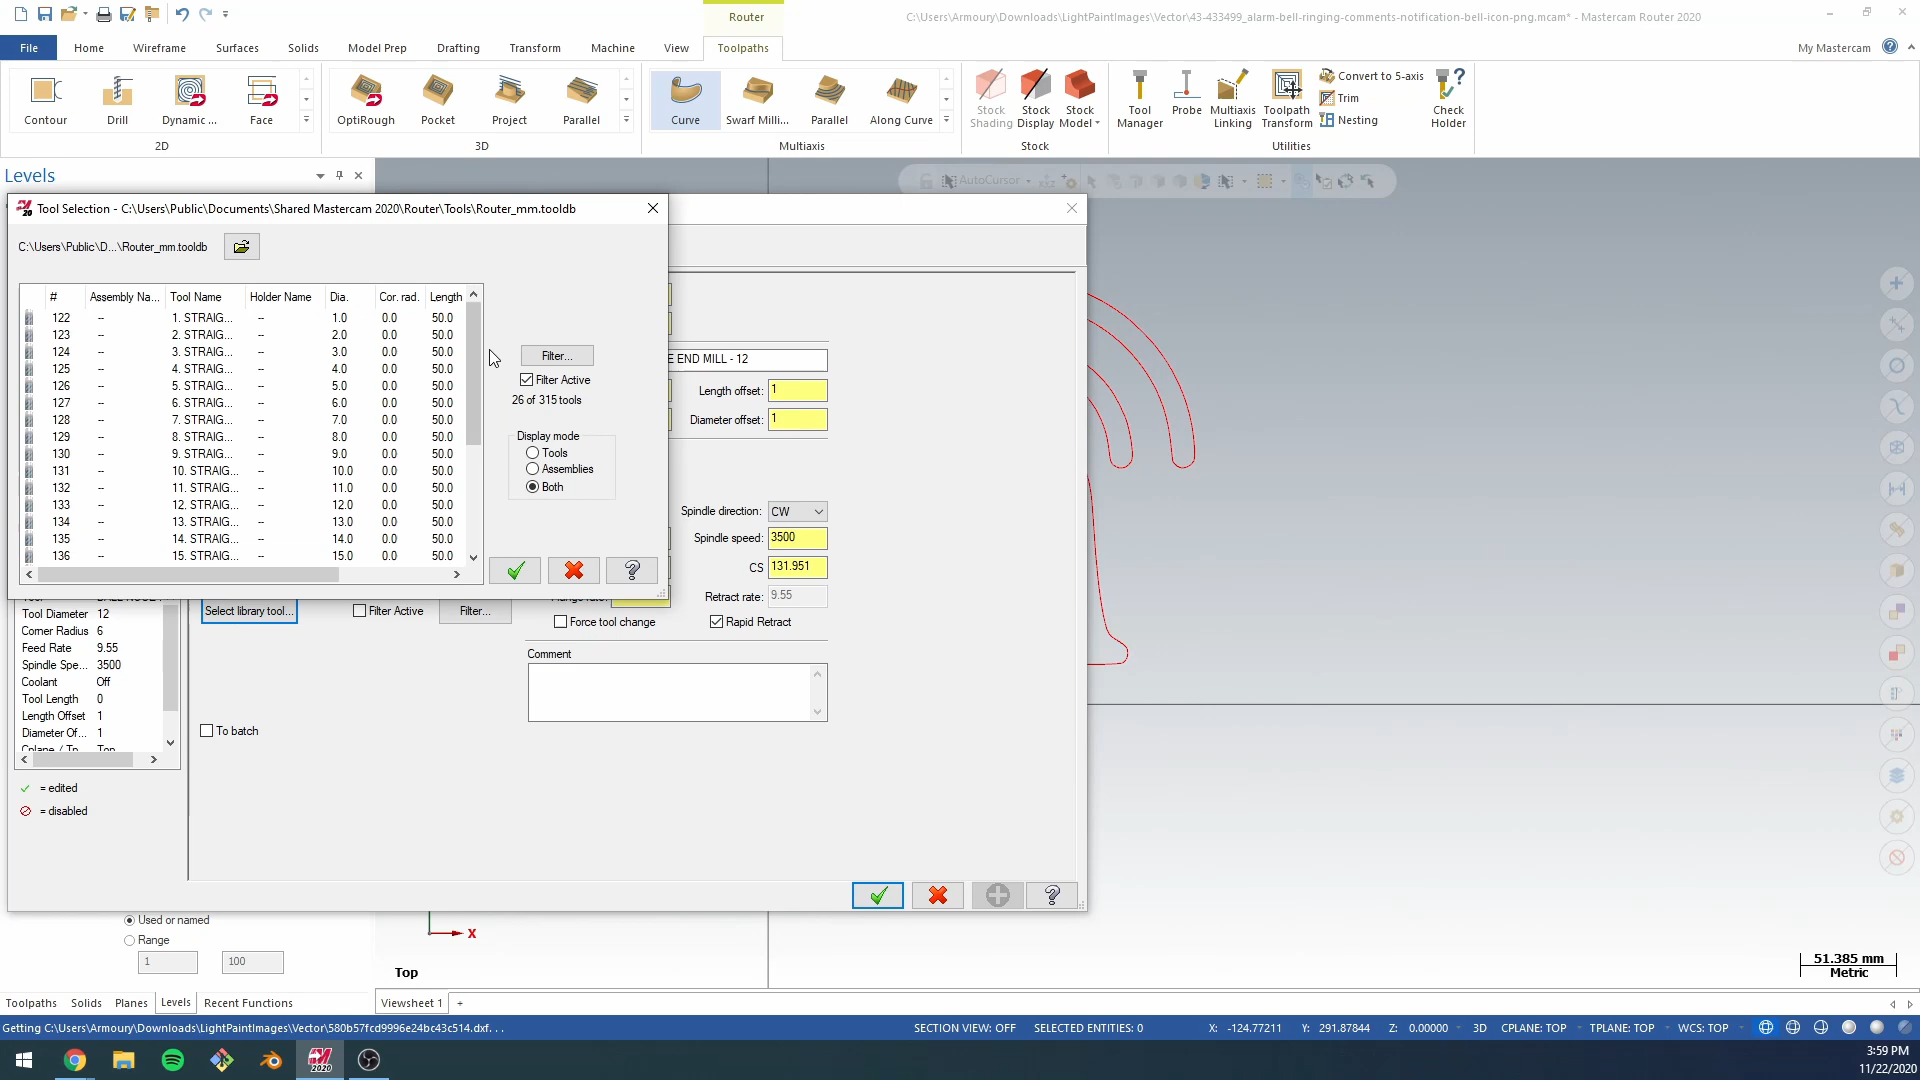 Router
C:\Users\Armoury\Downloads\LightPaintImages\Vector\43-433499_alarm-bell-ringing-comments-notification-bell-icon-png.mcam* - Mastercam Router 2020
File
Home
Wireframe
Surfaces
Solids
Model Prep
Drafting
Transform
Machine
View
Toolpaths
My Mastercam
Contour
Drill
Dynamic ...
Face
OptiRough
Pocket
Project
Parallel
Curve
Swarf Milli...
Parallel
Along Curve
Stock Shading
Stock Display
Stock Model
Tool Manager
Probe
Multiaxis Linking
Toolpath Transform
Convert to 5-axis
Trim
Nesting
Check Holder
2D
3D
Multiaxis
Stock
Utilities
Levels
AutoCursor
Tool Selection - C:\Users\Public\Documents\Shared Mastercam 2020\Router\Tools\Router_mm.tooldb
C:\Users\Public\D...\Router_mm.tooldb
# Assembly Na... Tool Name Holder Name Dia. Cor. rad. Length
122 -- 1. STRAIG... -- 1.0 0.0 50.0
123 -- 2. STRAIG... -- 2.0 0.0 50.0
124 -- 3. STRAIG... -- 3.0 0.0 50.0
125 -- 4. STRAIG... -- 4.0 0.0 50.0
126 -- 5. STRAIG... -- 5.0 0.0 50.0
127 -- 6. STRAIG... -- 6.0 0.0 50.0
128 -- 7. STRAIG... -- 7.0 0.0 50.0
129 -- 8. STRAIG... -- 8.0 0.0 50.0
130 -- 9. STRAIG... -- 9.0 0.0 50.0
131 -- 10. STRAIG... -- 10.0 0.0 50.0
132 -- 11. STRAIG... -- 11.0 0.0 50.0
133 -- 12. STRAIG... -- 12.0 0.0 50.0
134 -- 13. STRAIG... -- 13.0 0.0 50.0
135 -- 14. STRAIG... -- 14.0 0.0 50.0
136 -- 15. STRAIG... -- 15.0 0.0 50.0
Filter...
Filter Active
26 of 315 tools
Display mode
Tools
Assemblies
Both
E END MILL - 12
Length offset: 1
Diameter offset: 1
Spindle direction: CW
Spindle speed: 3500
CS 131.951
Retract rate: 9.55
Force tool change
Rapid Retract
Comment
Select library tool...
Filter Active
Filter...
To batch
Tool Diameter 12
Corner Radius 6
Feed Rate 9.55
Spindle Spe... 3500
Coolant Off
Tool Length 0
Length Offset 1
Diameter Of... 1
Cplane / Tp... Top
= edited
= disabled
Used or named
Range
1
100
X
Top
51.385 mm
Metric
Toolpaths
Solids
Planes
Levels
Recent Functions
Viewsheet 1
+
Getting C:\Users\Armoury\Downloads\LightPaintImages\Vector\580b57fcd9996e24bc43c514.dxf. . .
SECTION VIEW: OFF
SELECTED ENTITIES: 0
X: -124.77211
Y: 291.87844
Z: 0.00000
3D
CPLANE: TOP
TPLANE: TOP
WCS: TOP
2020
3:59 PM
11/22/2020